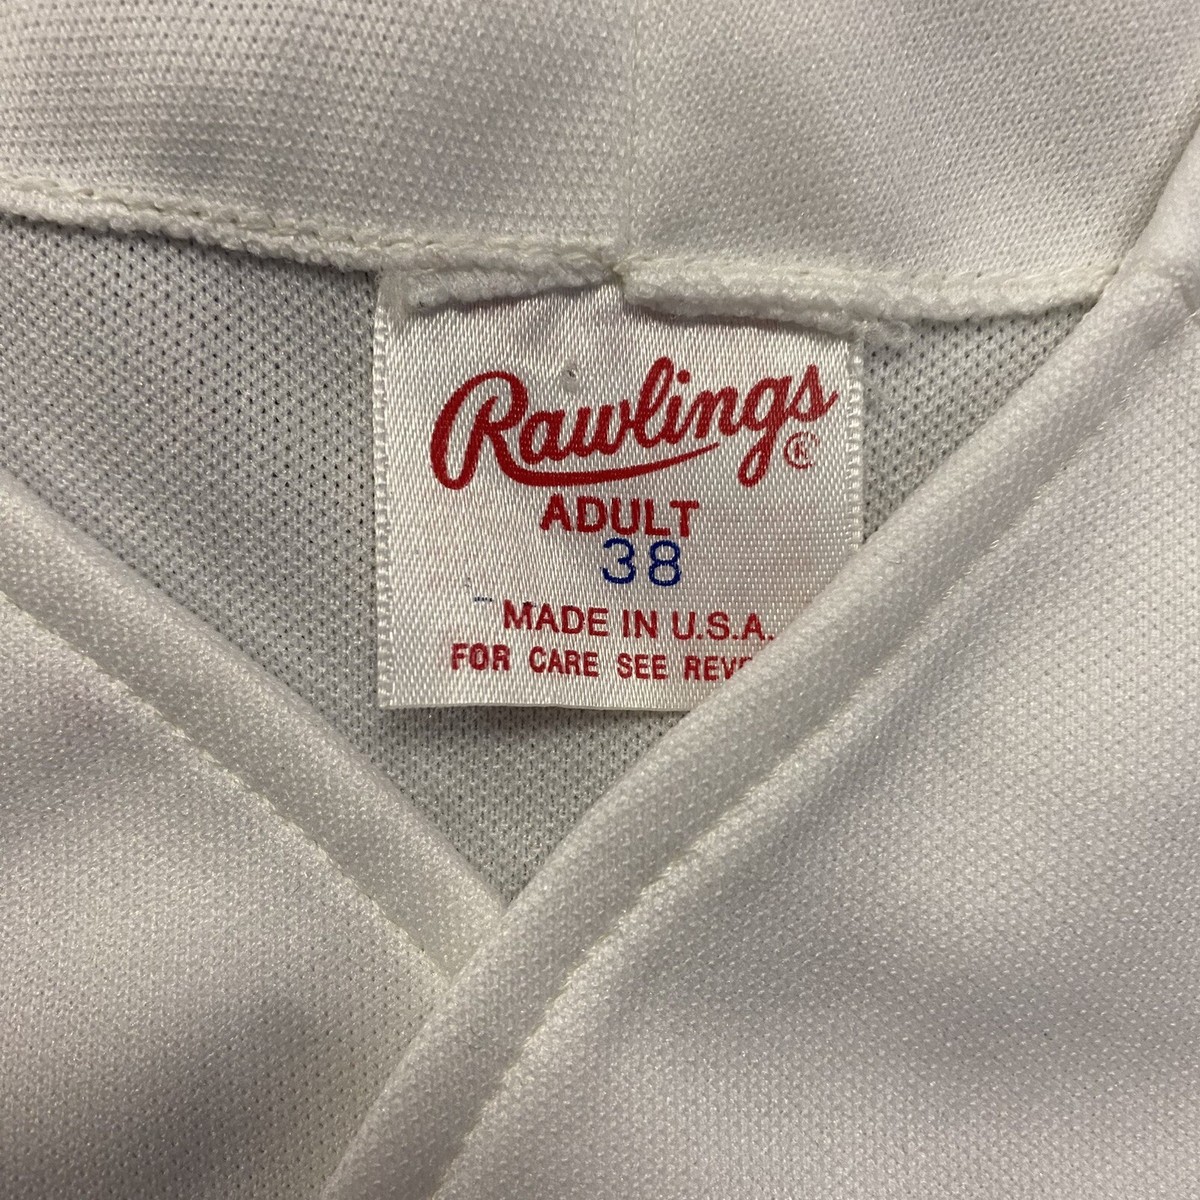 Rawlings ®
ADULT
38
MADE IN U.S.A.
FOR CARE SEE